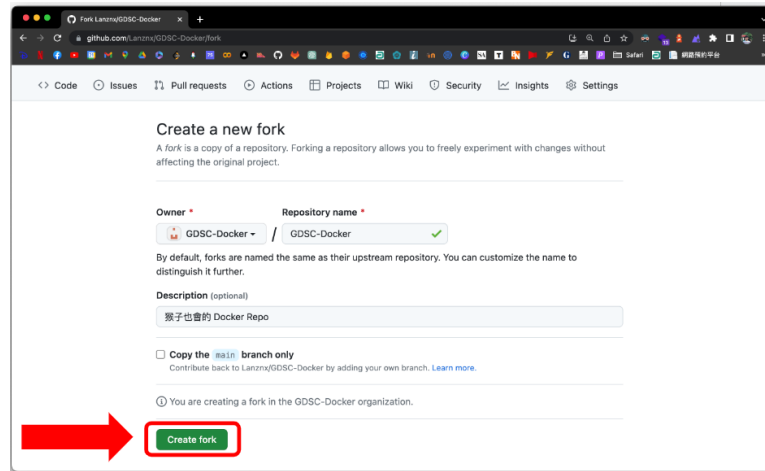 Fork Lanznx/GDSC-Docker
github.com/Lanznx/GDSC-Docker/fork
Safari
網路預約平台
Code
Issues
Pull requests
Actions
Projects
Wiki
Security
Insights
Settings
Create a new fork
A fork is a copy of a repository. Forking a repository allows you to freely experiment with changes without
affecting the original project.
Owner *
Repository name *
GDSC-Docker
/
GDSC-Docker
By default, forks are named the same as their upstream repository. You can customize the name to
distinguish it further.
Description (optional)
猴子也會的 Docker Repo
Copy the main branch only
Contribute back to Lanznx/GDSC-Docker by adding your own branch. Learn more.
You are creating a fork in the GDSC-Docker organization.
Create fork